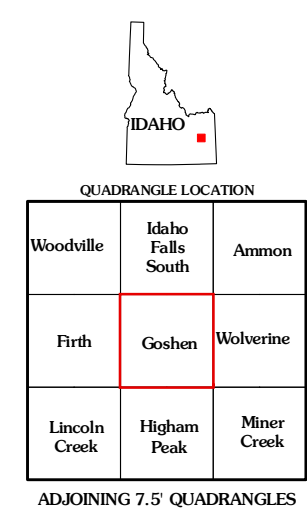 IDAHO
QUADRANGLE LOCATION
Woodville
Idaho
Falls
South
Ammon
Firth
Goshen
Wolverine
Lincoln
Creek
Higham
Peak
Miner
Creek
ADJOINING 7.5' QUADRANGLES